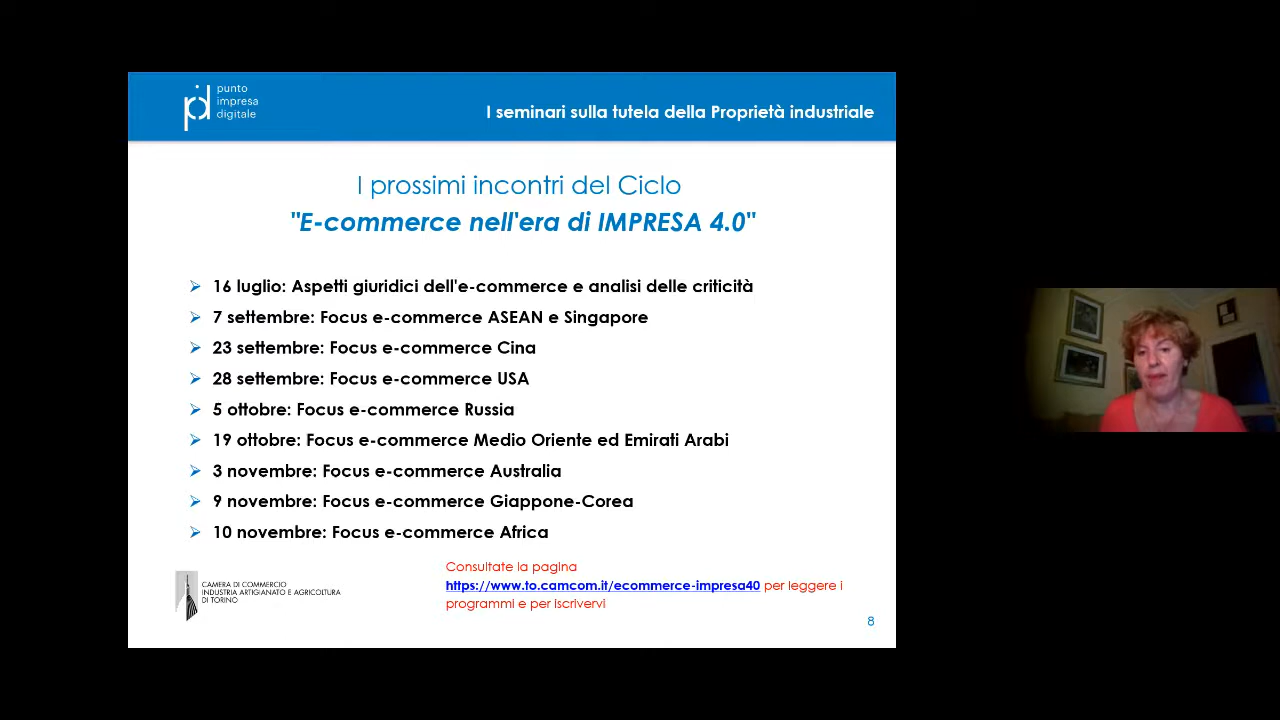 punto
impresa
digitale
I seminari sulla tutela della Proprietà industriale
I prossimi incontri del Ciclo
"E-commerce nell'era di IMPRESA 4.0"
16 luglio: Aspetti giuridici dell'e-commerce e analisi delle criticità
7 settembre: Focus e-commerce ASEAN e Singapore
23 settembre: Focus e-commerce Cina
28 settembre: Focus e-commerce USA
5 ottobre: Focus e-commerce Russia
19 ottobre: Focus e-commerce Medio Oriente ed Emirati Arabi
3 novembre: Focus e-commerce Australia
9 novembre: Focus e-commerce Giappone-Corea
10 novembre: Focus e-commerce Africa
CAMERA DI COMMERCIO
INDUSTRIA ARTIGIANATO E AGRICOLTURA
DI TORINO
Consultate la pagina
https://www.to.camcom.it/ecommerce-impresa40 per leggere i
programmi e per iscrivervi
8